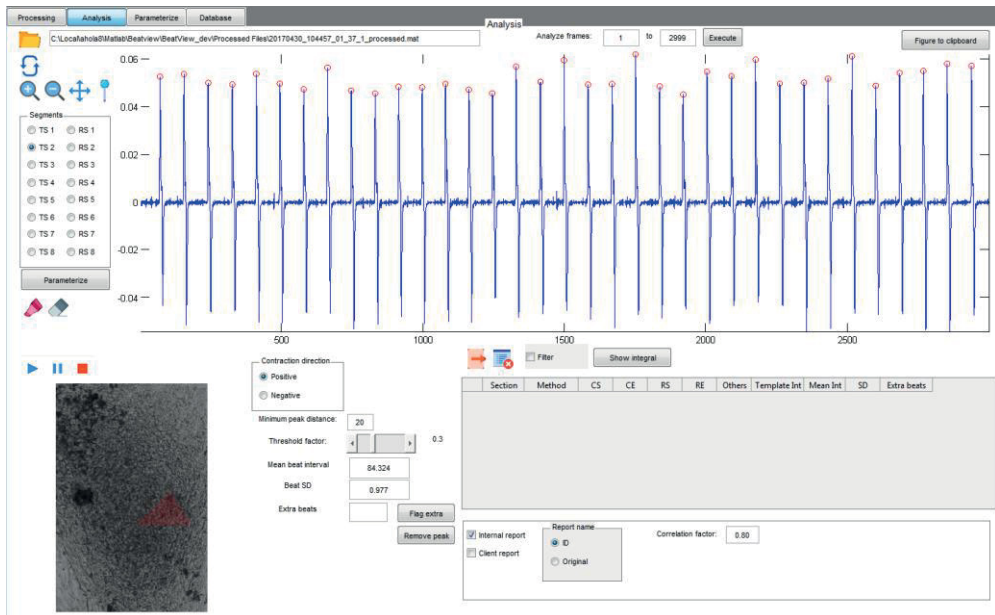 Processing Analysis Parameterize Database
Analysis
C:\Local\ahola8\Matlab\Beatview\BeatView_dev\Processed Files\20170430_104457_01_37_1_processed.mat
Analyze frames: 1 to 2999 Execute
Figure to clipboard
Segments
TS 1 RS 1
TS 2 RS 2
TS 3 RS 3
TS 4 RS 4
TS 5 RS 5
TS 6 RS 6
TS 7 RS 7
TS 8 RS 8
Parameterize
0.06
0.04
0.02
0
-0.02
-0.04
500 1000 1500 2000 2500
Contraction direction
Positive
Negative
Minimum peak distance: 20
Threshold factor: 0.3
Mean beat interval 84.324
Beat SD 0.977
Extra beats Flag extra
Remove peak
Filter Show integral
Section Method CS CE RS RE Others Template Int Mean Int SD Extra beats
Internal report
Client report
Report name
ID
Original
Correlation factor: 0.80